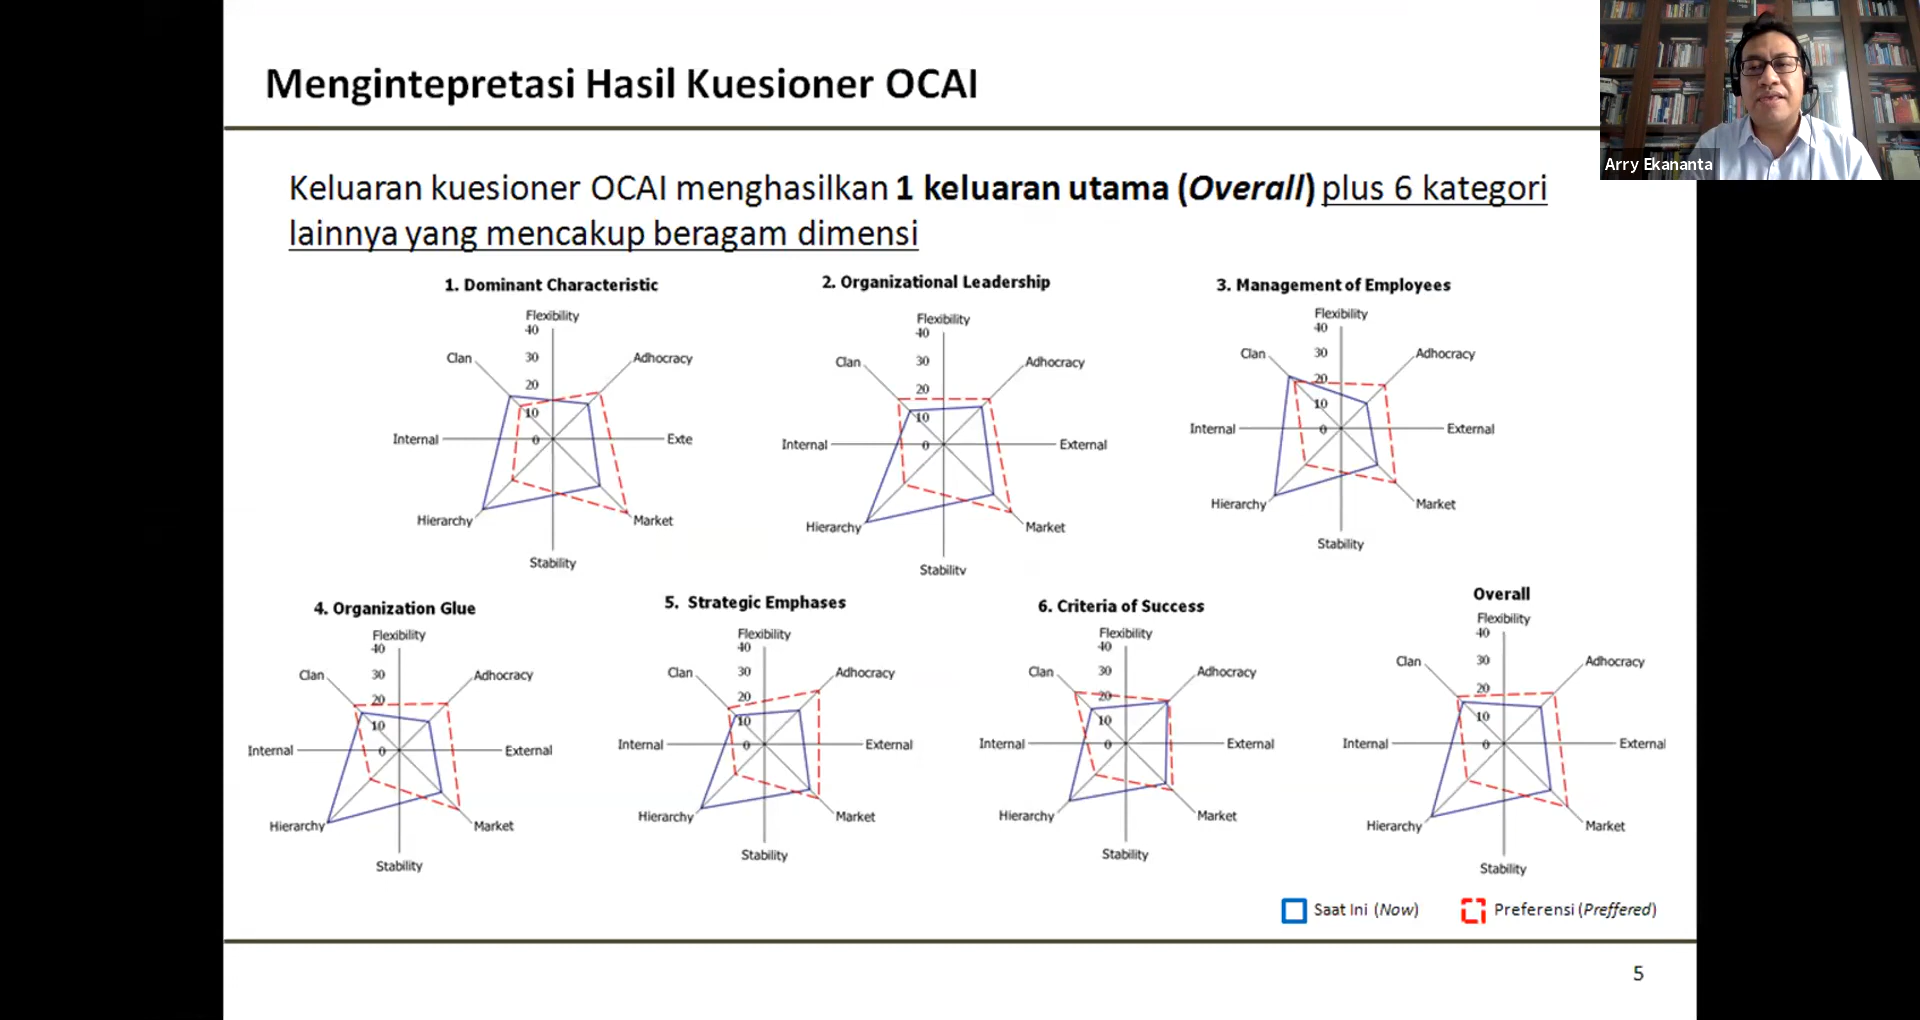 Mengintepretasi Hasil Kuesioner OCAI
Arry Ekananta
Keluaran kuesioner OCAI menghasilkan 1 keluaran utama (Overall) plus 6 kategori
lainnya yang mencakup beragam dimensi
1. Dominant Characteristic
Flexibility
40
30
20
10
0
Clan
Adhocracy
Internal
Exte
Hierarchy
Market
Stability
2. Organizational Leadership
Flexibility
40
30
20
10
0
Clan
Adhocracy
Internal
External
Hierarchy
Market
Stability
3. Management of Employees
Flexibility
40
30
20
10
0
Clan
Adhocracy
Internal
External
Hierarchy
Market
Stability
4. Organization Glue
Flexibility
40
30
20
10
0
Clan
Adhocracy
Internal
External
Hierarchy
Market
Stability
5. Strategic Emphases
Flexibility
40
30
20
10
0
Clan
Adhocracy
Internal
External
Hierarchy
Market
Stability
6. Criteria of Success
Flexibility
40
30
20
10
0
Clan
Adhocracy
Internal
External
Hierarchy
Market
Stability
Overall
Flexibility
40
30
20
10
0
Clan
Adhocracy
Internal
External
Hierarchy
Market
Stability
Saat Ini (Now)
Preferensi (Preffered)
5